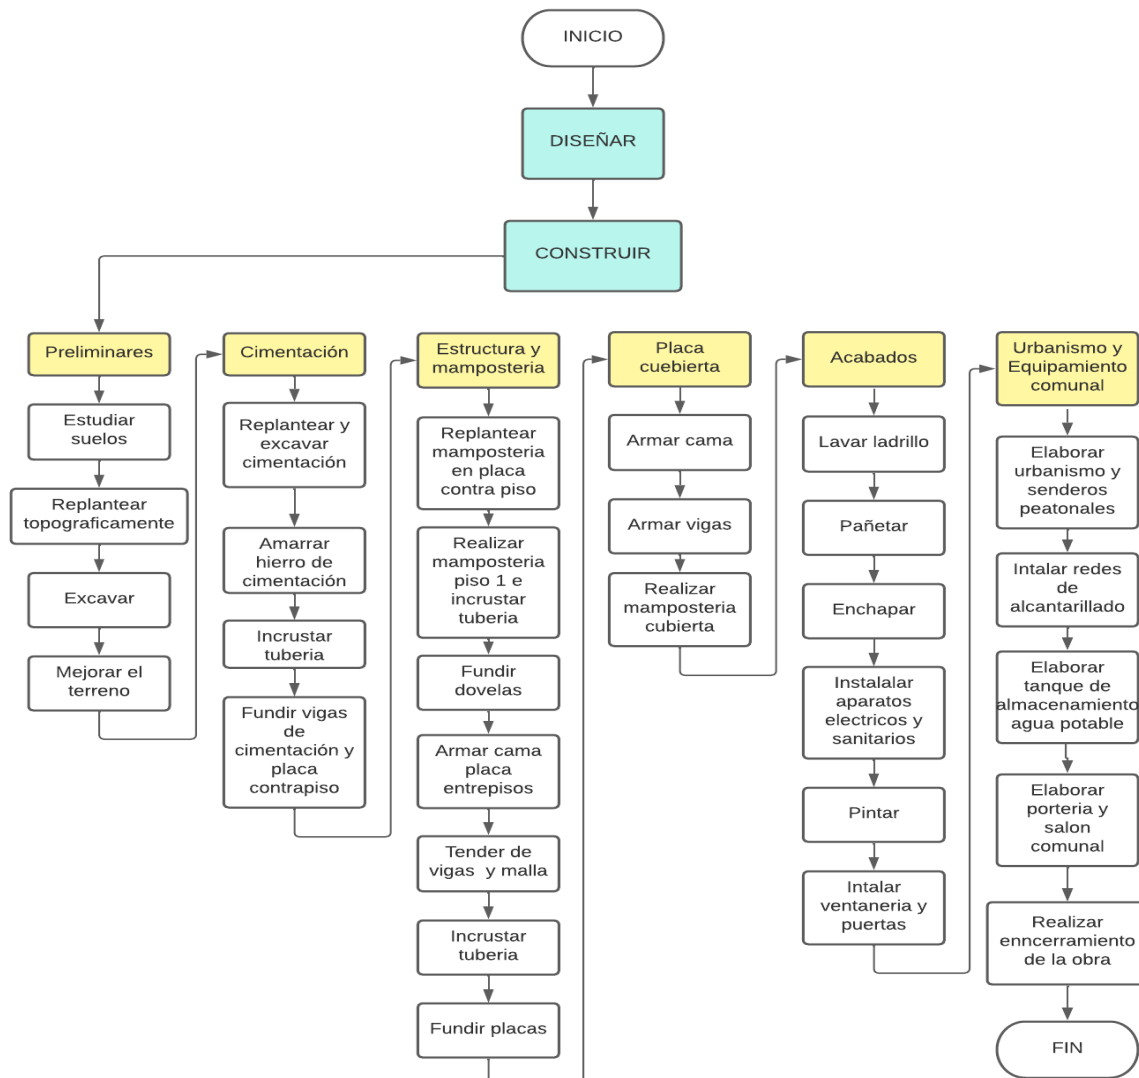 INICIO
DISEÑAR
CONSTRUIR
Preliminares
Estudiar
suelos
Replantear
topograficamente
Excavar
Mejorar el
terreno
Cimentación
Replantear y
excavar
cimentación
Amarrar
hierro de
cimentación
Incrustar
tuberia
Fundir vigas
de
cimentación y
placa
contrapiso
Estructura y
mamposteria
Replantear
mamposteria
en placa
contra piso
Realizar
mamposteria
piso 1 e
incrustar
tuberia
Fundir
dovelas
Armar cama
placa
entrepisos
Tender de
vigas y malla
Incrustar
tuberia
Fundir placas
Placa
cuebierta
Armar cama
Armar vigas
Realizar
mamposteria
cubierta
Acabados
Lavar ladrillo
Pañetar
Enchapar
Instalalar
aparatos
electricos y
sanitarios
Pintar
Intalar
ventaneria y
puertas
Urbanismo y
Equipamiento
comunal
Elaborar
urbanismo y
senderos
peatonales
Intalar redes
de
alcantarillado
Elaborar
tanque de
almacenamiento
agua potable
Elaborar
porteria y
salon
comunal
Realizar
enncerramiento
de la obra
FIN